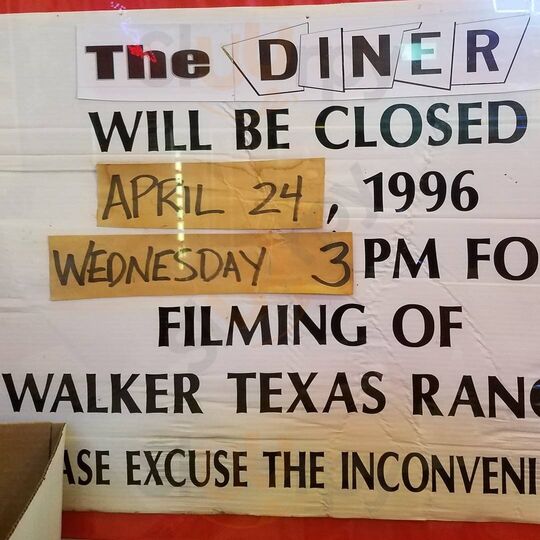 The DINER
WILL BE CLOSED
APRIL 24, 1996
WEDNESDAY 3 PM FO
FILMING OF
WALKER TEXAS RAN
ASE EXCUSE THE INCONVENI